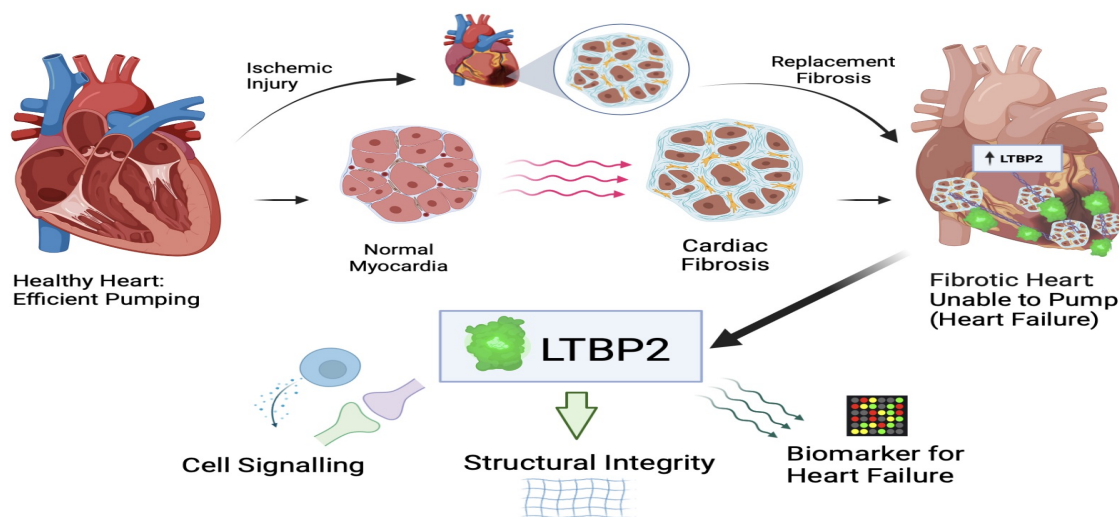 Ischemic
Injury
Replacement
Fibrosis
↑ LTBP2
Normal
Myocardia
Cardiac
Fibrosis
Healthy Heart:
Efficient Pumping
Fibrotic Heart
Unable to Pump
(Heart Failure)
LTBP2
Cell Signalling
Structural Integrity
Biomarker for
Heart Failure